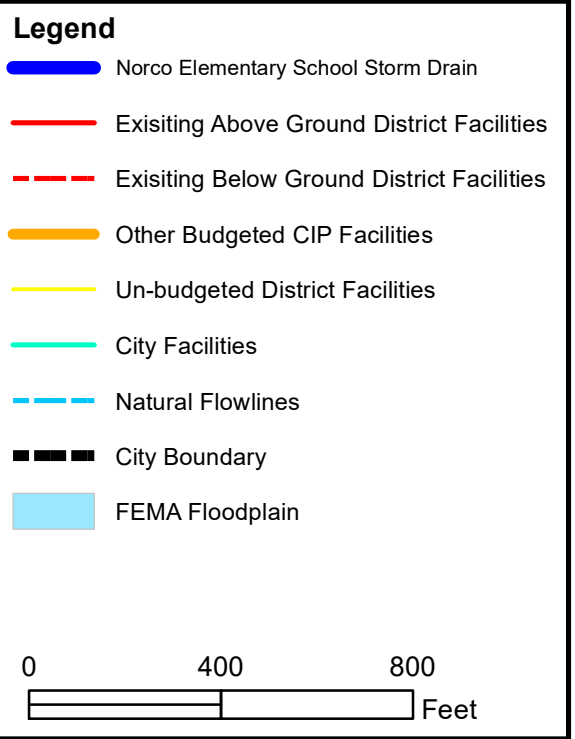 Legend
Norco Elementary School Storm Drain
Exisiting Above Ground District Facilities
Exisiting Below Ground District Facilities
Other Budgeted CIP Facilities
Un-budgeted District Facilities
City Facilities
Natural Flowlines
City Boundary
FEMA Floodplain
0 400 800
Feet